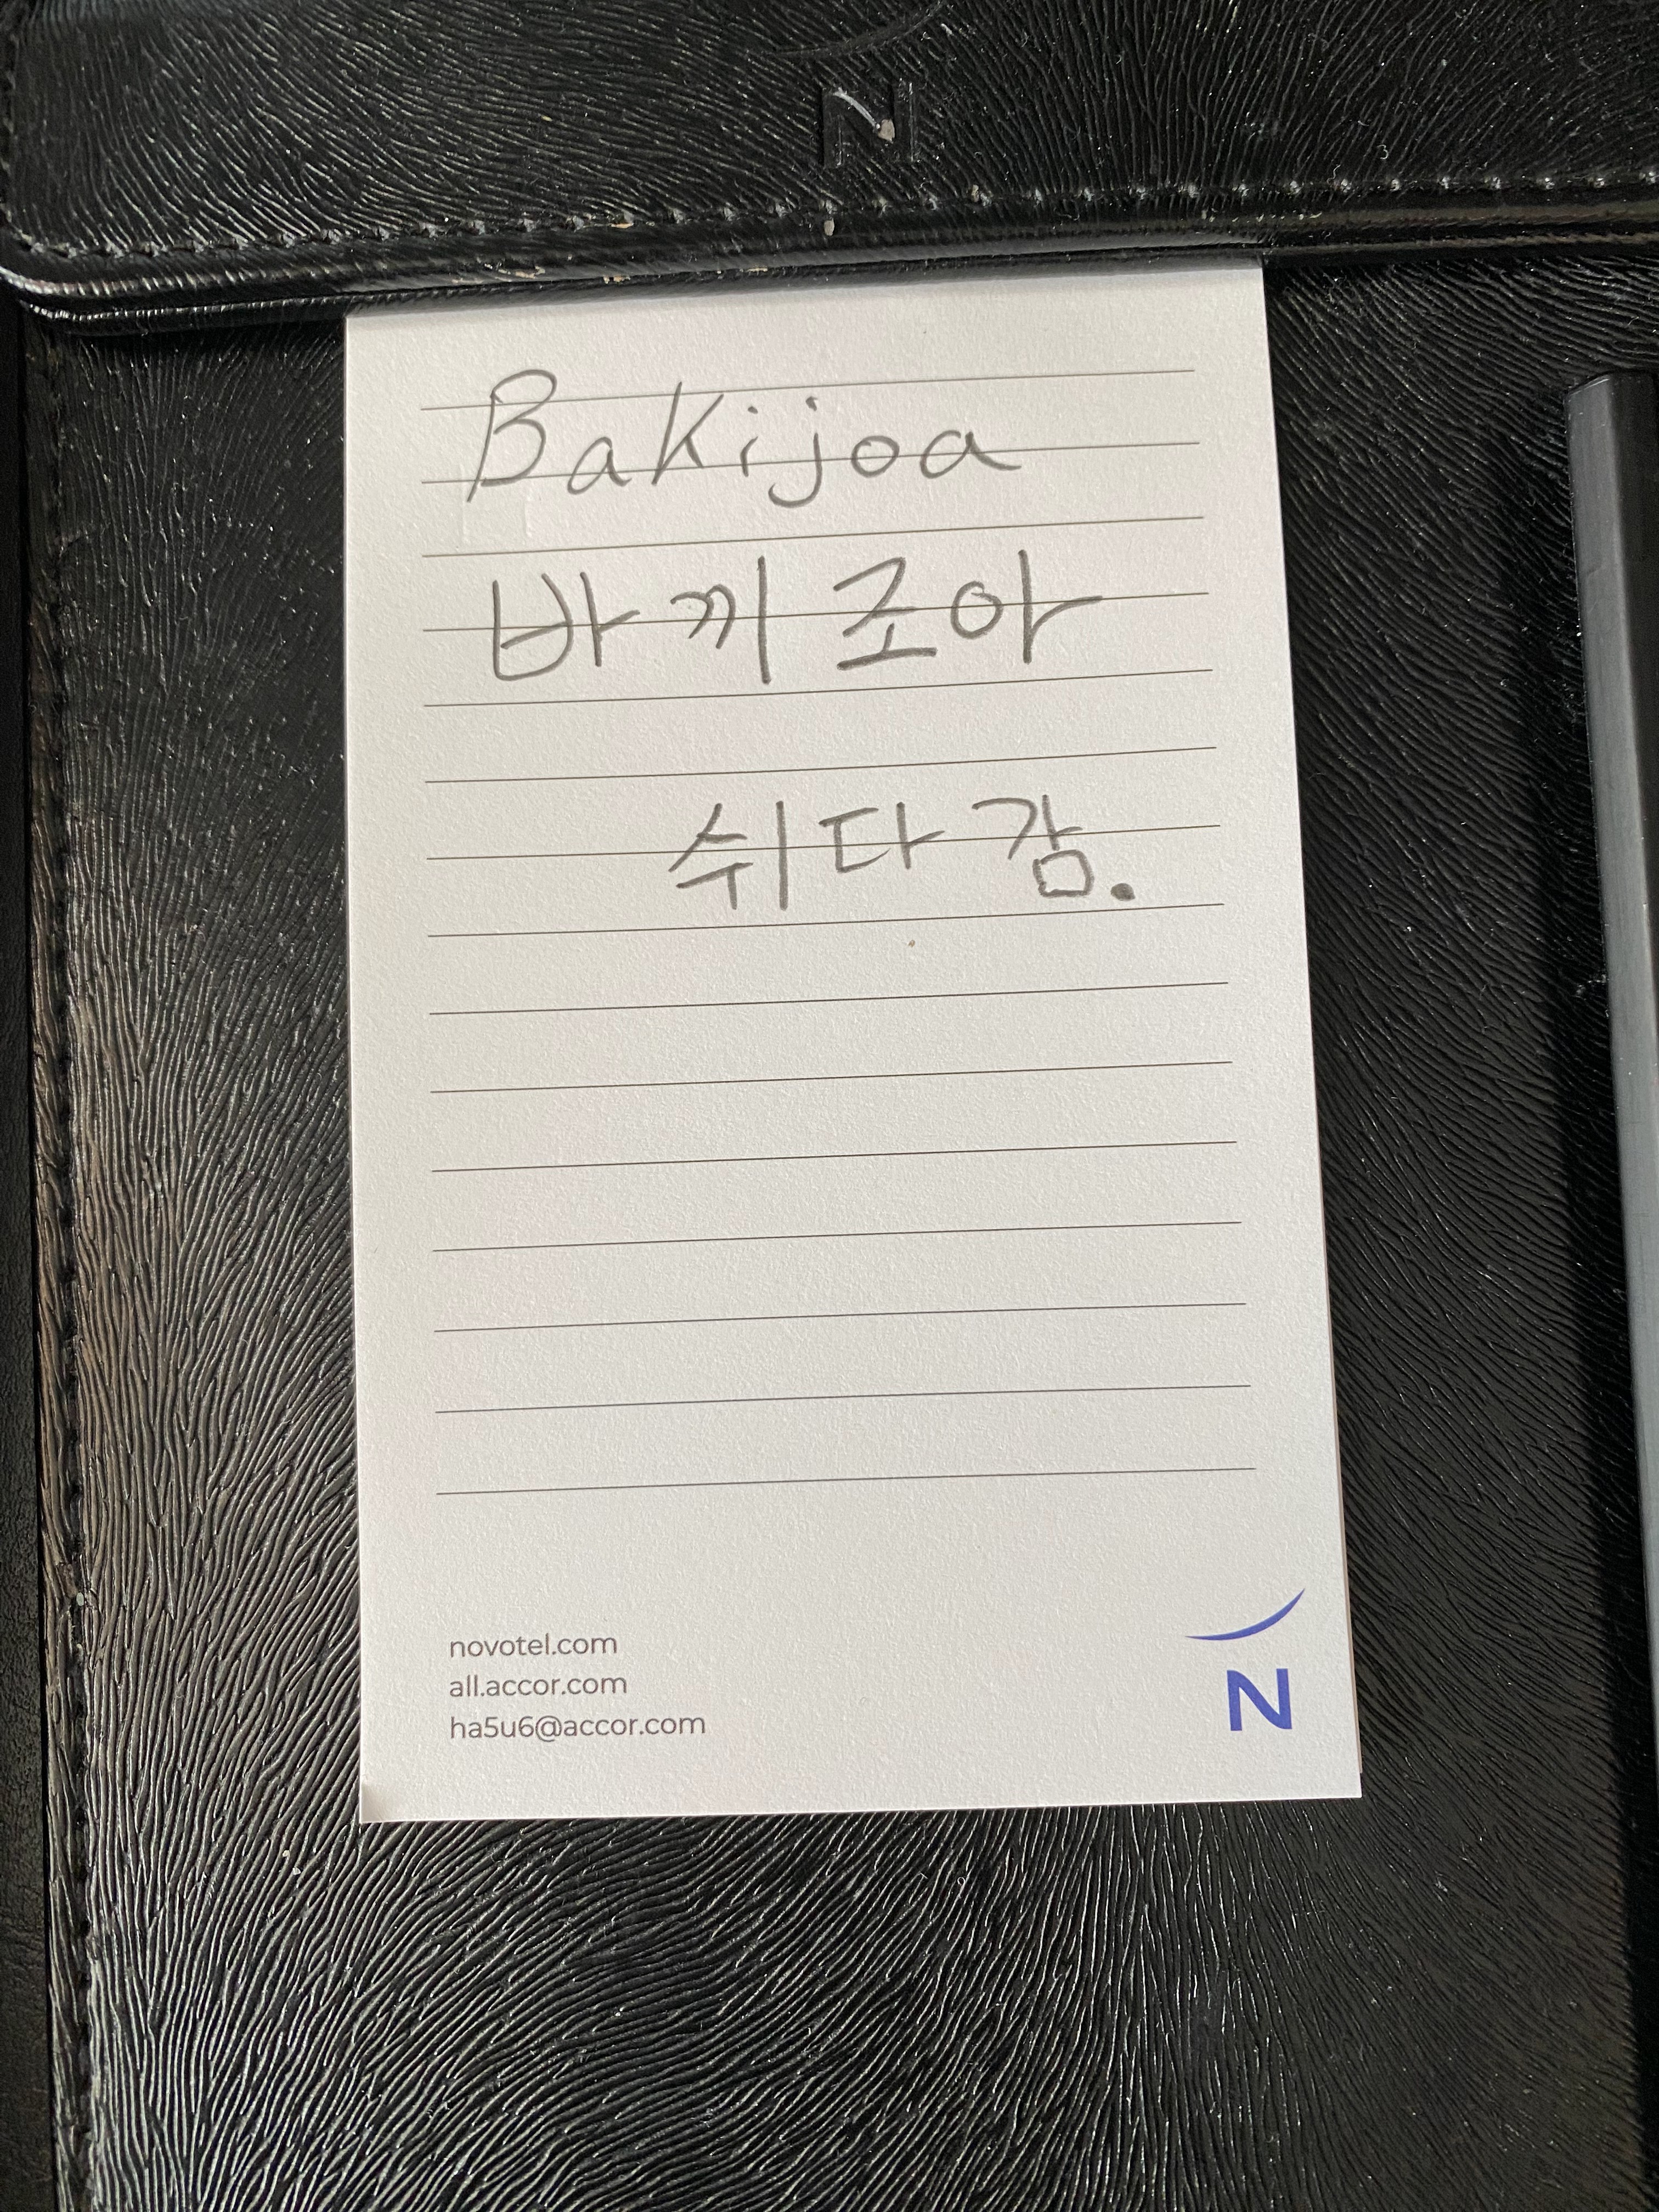 N
Bakijoa
바끼조아
쉬다감.
novotel.com
all.accor.com
ha5u6@accor.com
N